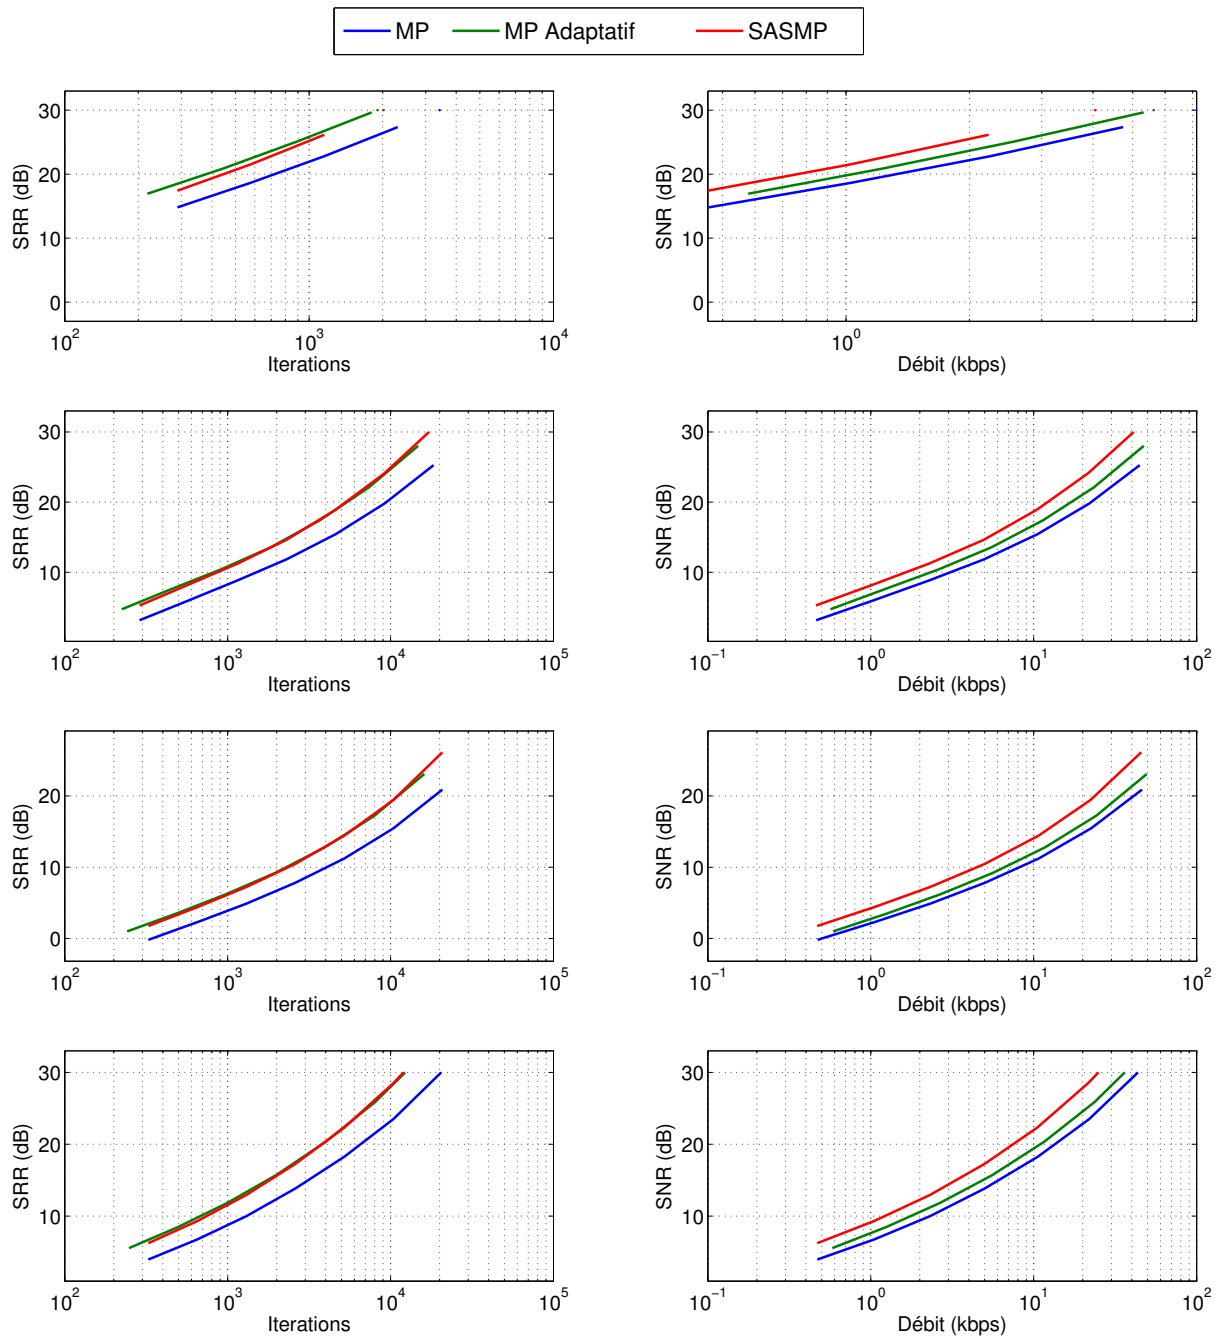 MP MP Adaptatif SASMP
30
20
10
0
SRR (dB)
10^2 10^3 10^4
Iterations
30
20
10
0
SNR (dB)
10^0
Débit (kbps)
30
20
10
SRR (dB)
10^2 10^3 10^4 10^5
Iterations
30
20
10
SNR (dB)
10^−1 10^0 10^1 10^2
Débit (kbps)
20
10
0
SRR (dB)
10^2 10^3 10^4 10^5
Iterations
20
10
0
SNR (dB)
10^−1 10^0 10^1 10^2
Débit (kbps)
30
20
10
SRR (dB)
10^2 10^3 10^4 10^5
Iterations
30
20
10
SNR (dB)
10^−1 10^0 10^1 10^2
Débit (kbps)